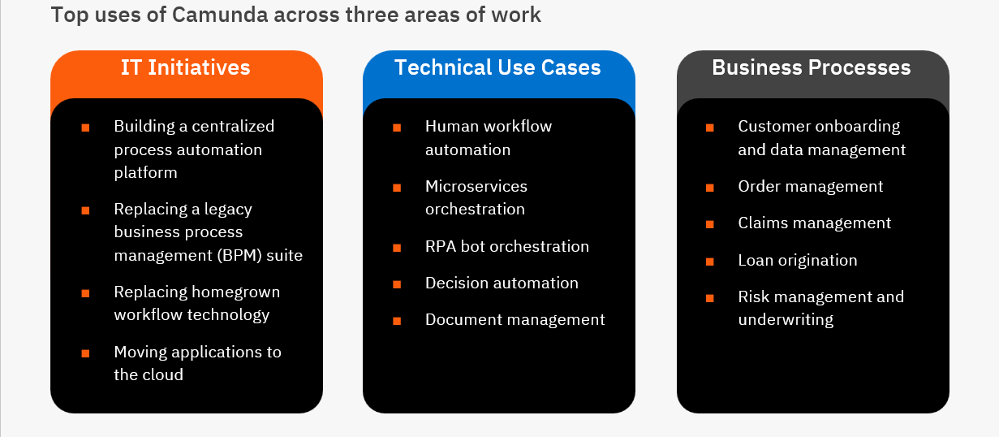 Top uses of Camunda across three areas of work
IT Initiatives
Building a centralized
process automation
platform
Replacing a legacy
business process
management (BPM) suite
Replacing homegrown
workflow technology
Moving applications to
the cloud
Technical Use Cases
Human workflow
automation
Microservices
orchestration
RPA bot orchestration
Decision automation
Document management
Business Processes
Customer onboarding
and data management
Order management
Claims management
Loan origination
Risk management and
underwriting